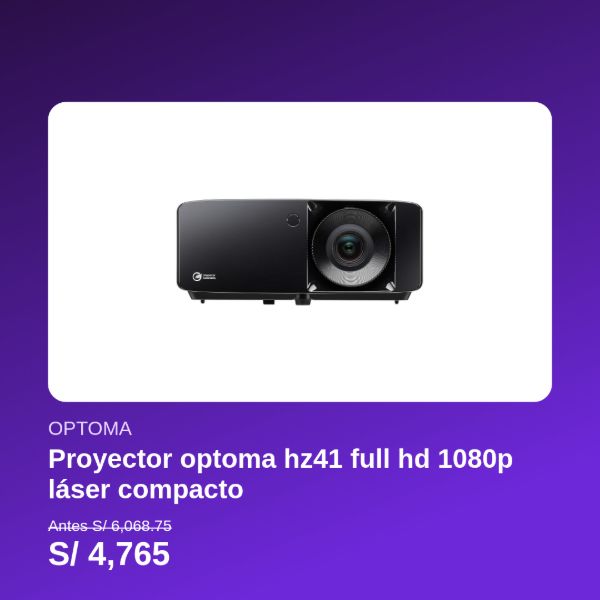 OPTOMA
Proyector optoma hz41 full hd 1080p
láser compacto
Antes S/ 6,068.75
S/ 4,765